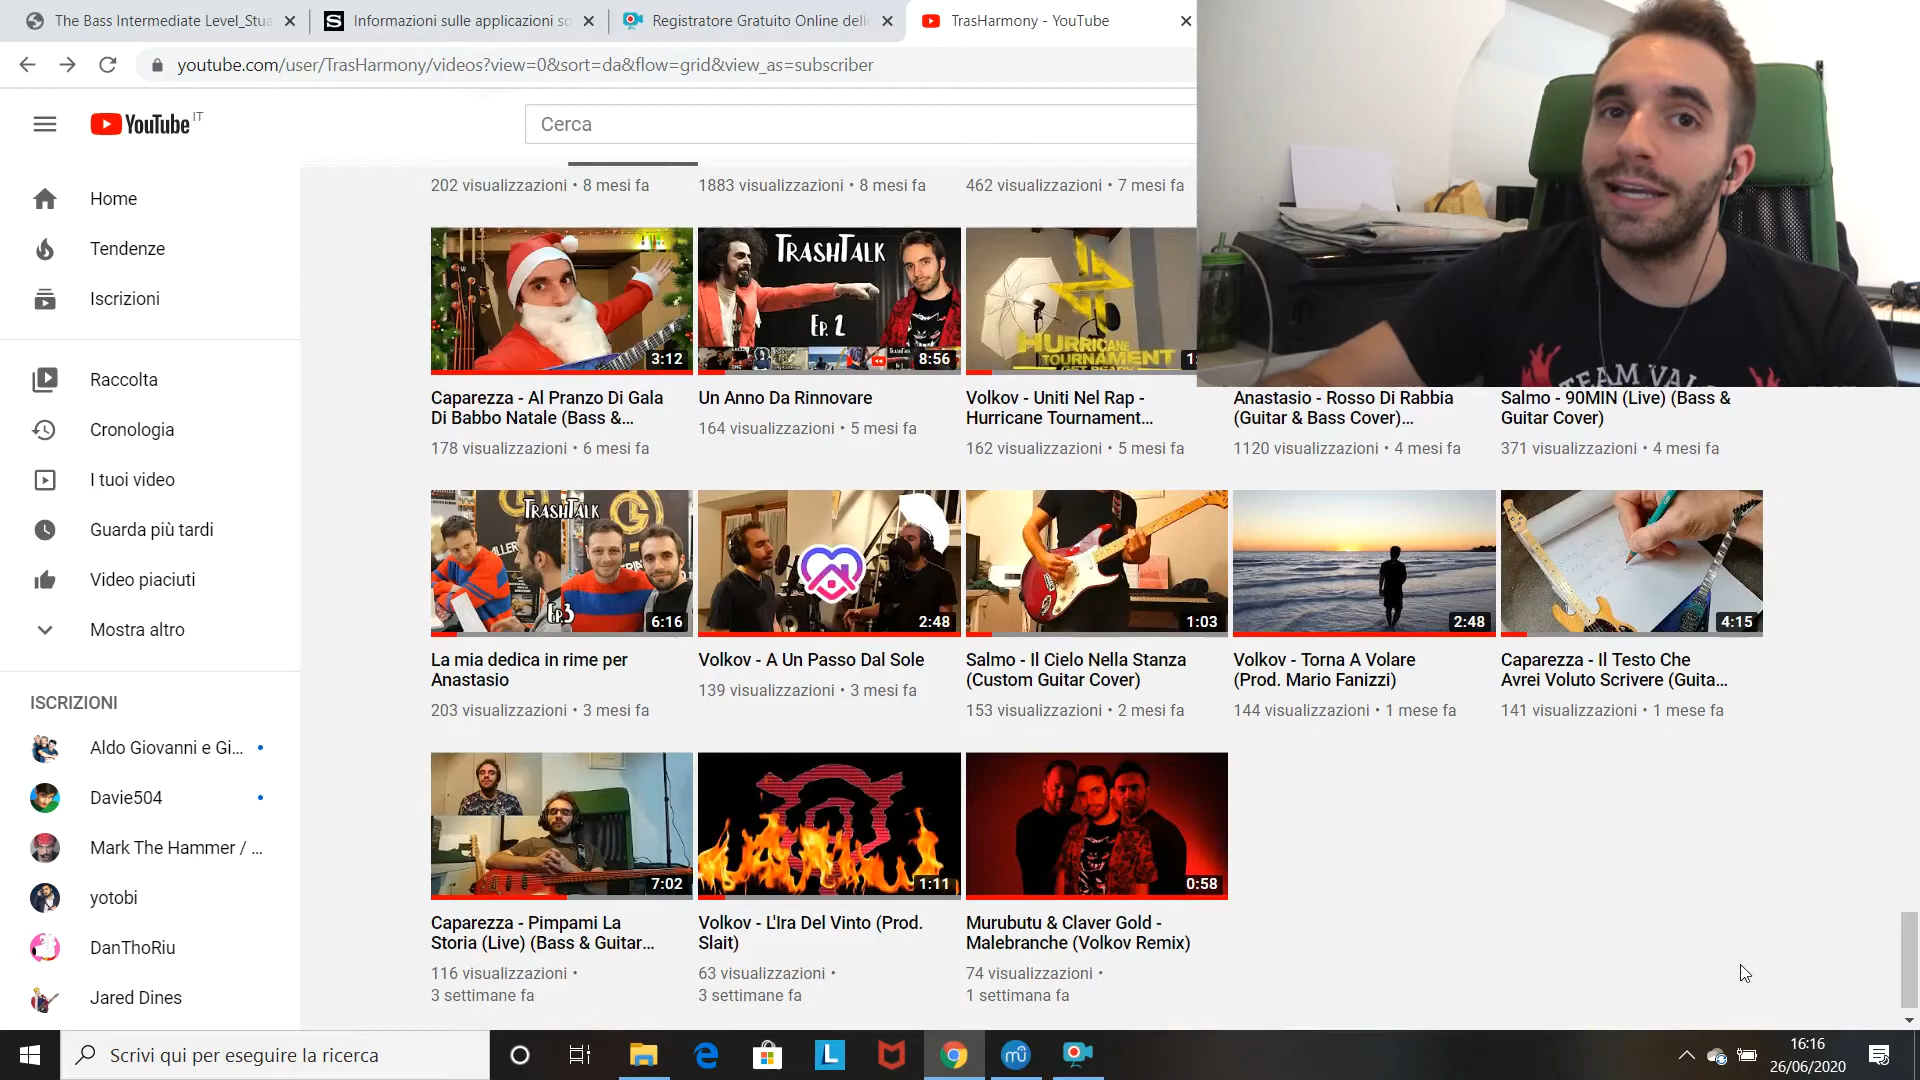 The Bass Intermediate Level_Stu
Informazioni sulle applicazioni so
Registratore Gratuito Online delle
TrasHarmony - YouTube
youtube.com/user/TrasHarmony/videos?view=0&sort=da&flow=grid&view_as=subscriber
YouTube IT
Cerca
Home
Tendenze
Iscrizioni
Raccolta
Cronologia
I tuoi video
Guarda più tardi
Video piaciuti
Mostra altro
ISCRIZIONI
Aldo Giovanni e Gi...
Davie504
Mark The Hammer / ...
yotobi
DanThoRiu
Jared Dines
202 visualizzazioni • 8 mesi fa
1883 visualizzazioni • 8 mesi fa
462 visualizzazioni • 7 mesi fa
3:12
TRASHTALK
EP. 2
8:56
HURRICANE
TOURNAMENT
GET READY
1:
TEAM
Caparezza - Al Pranzo Di Gala
Di Babbo Natale (Bass &...
178 visualizzazioni • 6 mesi fa
Un Anno Da Rinnovare
164 visualizzazioni • 5 mesi fa
Volkov - Uniti Nel Rap -
Hurricane Tournament...
162 visualizzazioni • 5 mesi fa
Anastasio - Rosso Di Rabbia
(Guitar & Bass Cover)...
1120 visualizzazioni • 4 mesi fa
Salmo - 90MIN (Live) (Bass &
Guitar Cover)
371 visualizzazioni • 4 mesi fa
TRASHTALK
EP.3
6:16
2:48
1:03
2:48
4:15
La mia dedica in rime per
Anastasio
203 visualizzazioni • 3 mesi fa
Volkov - A Un Passo Dal Sole
139 visualizzazioni • 3 mesi fa
Salmo - Il Cielo Nella Stanza
(Custom Guitar Cover)
153 visualizzazioni • 2 mesi fa
Volkov - Torna A Volare
(Prod. Mario Fanizzi)
144 visualizzazioni • 1 mese fa
Caparezza - Il Testo Che
Avrei Voluto Scrivere (Guita...
141 visualizzazioni • 1 mese fa
7:02
1:11
0:58
Caparezza - Pimpami La
Storia (Live) (Bass & Guitar...
116 visualizzazioni •
3 settimane fa
Volkov - L'Ira Del Vinto (Prod.
Slait)
63 visualizzazioni •
3 settimane fa
Murubutu & Claver Gold -
Malebranche (Volkov Remix)
74 visualizzazioni •
1 settimana fa
Scrivi qui per eseguire la ricerca
16:16
26/06/2020